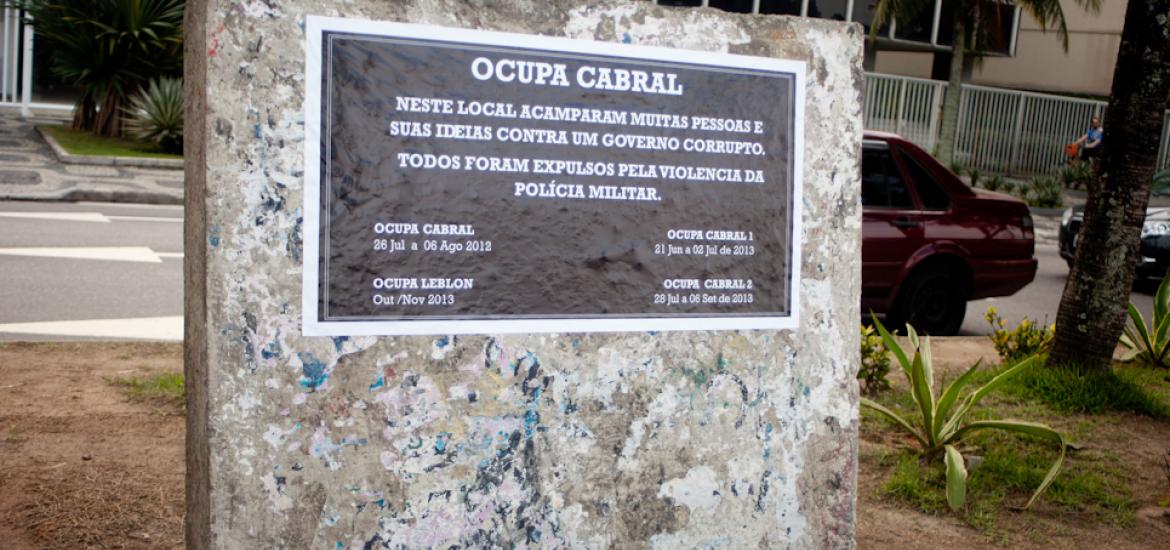 OCUPA CABRAL
NESTE LOCAL ACAMPARAM MUITAS PESSOAS E
SUAS IDEIAS CONTRA UM GOVERNO CORRUPTO.
TODOS FORAM EXPULSOS PELA VIOLENCIA DA
POLÍCIA MILITAR.
OCUPA CABRAL
26 Jul a 06 Ago 2012
OCUPA CABRAL 1
21 Jun a 02 Jul de 2013
OCUPA LEBLON
Out /Nov 2013
OCUPA CABRAL 2
28 Jul a 06 Set de 2013